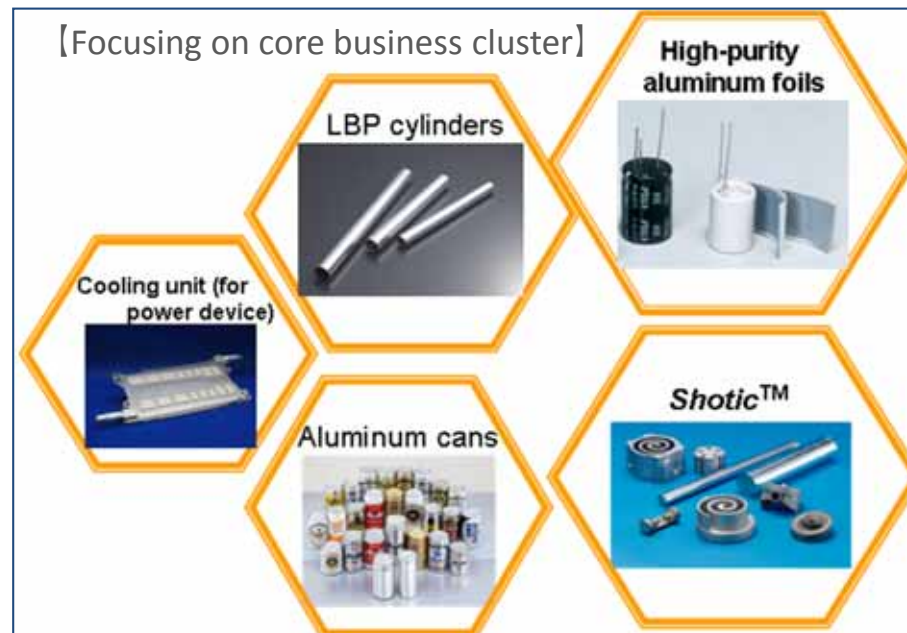 【Focusing on core business cluster】
High-purity
aluminum foils
LBP cylinders
Cooling unit (for
power device)
Shotic™
Aluminum cans